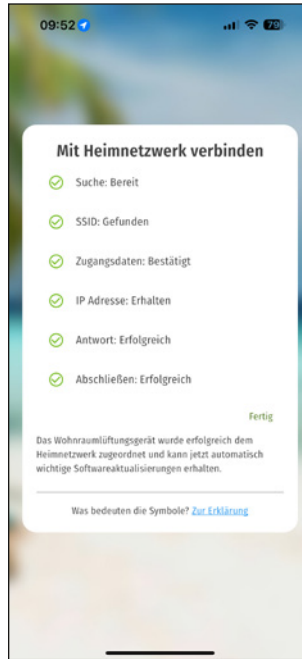 09:52
79
Mit Heimnetzwerk verbinden
Suche: Bereit
SSID: Gefunden
Zugangsdaten: Bestätigt
IP Adresse: Erhalten
Antwort: Erfolgreich
Abschließen: Erfolgreich
Fertig
Das Wohnraumlüftungsgerät wurde erfolgreich dem
Heimnetzwerk zugeordnet und kann jetzt automatisch
wichtige Softwareaktualisierungen erhalten.
Was bedeuten die Symbole? Zur Erklärung